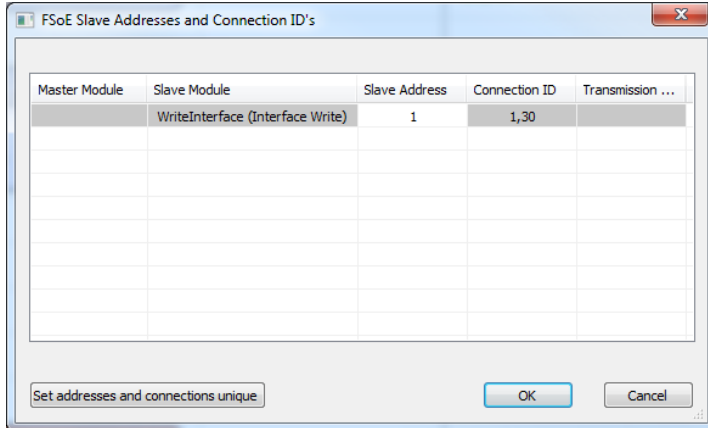 FSoE Slave Addresses and Connection ID's
Master Module Slave Module Slave Address Connection ID Transmission ...
WriteInterface (Interface Write) 1 1,30
Set addresses and connections unique OK Cancel